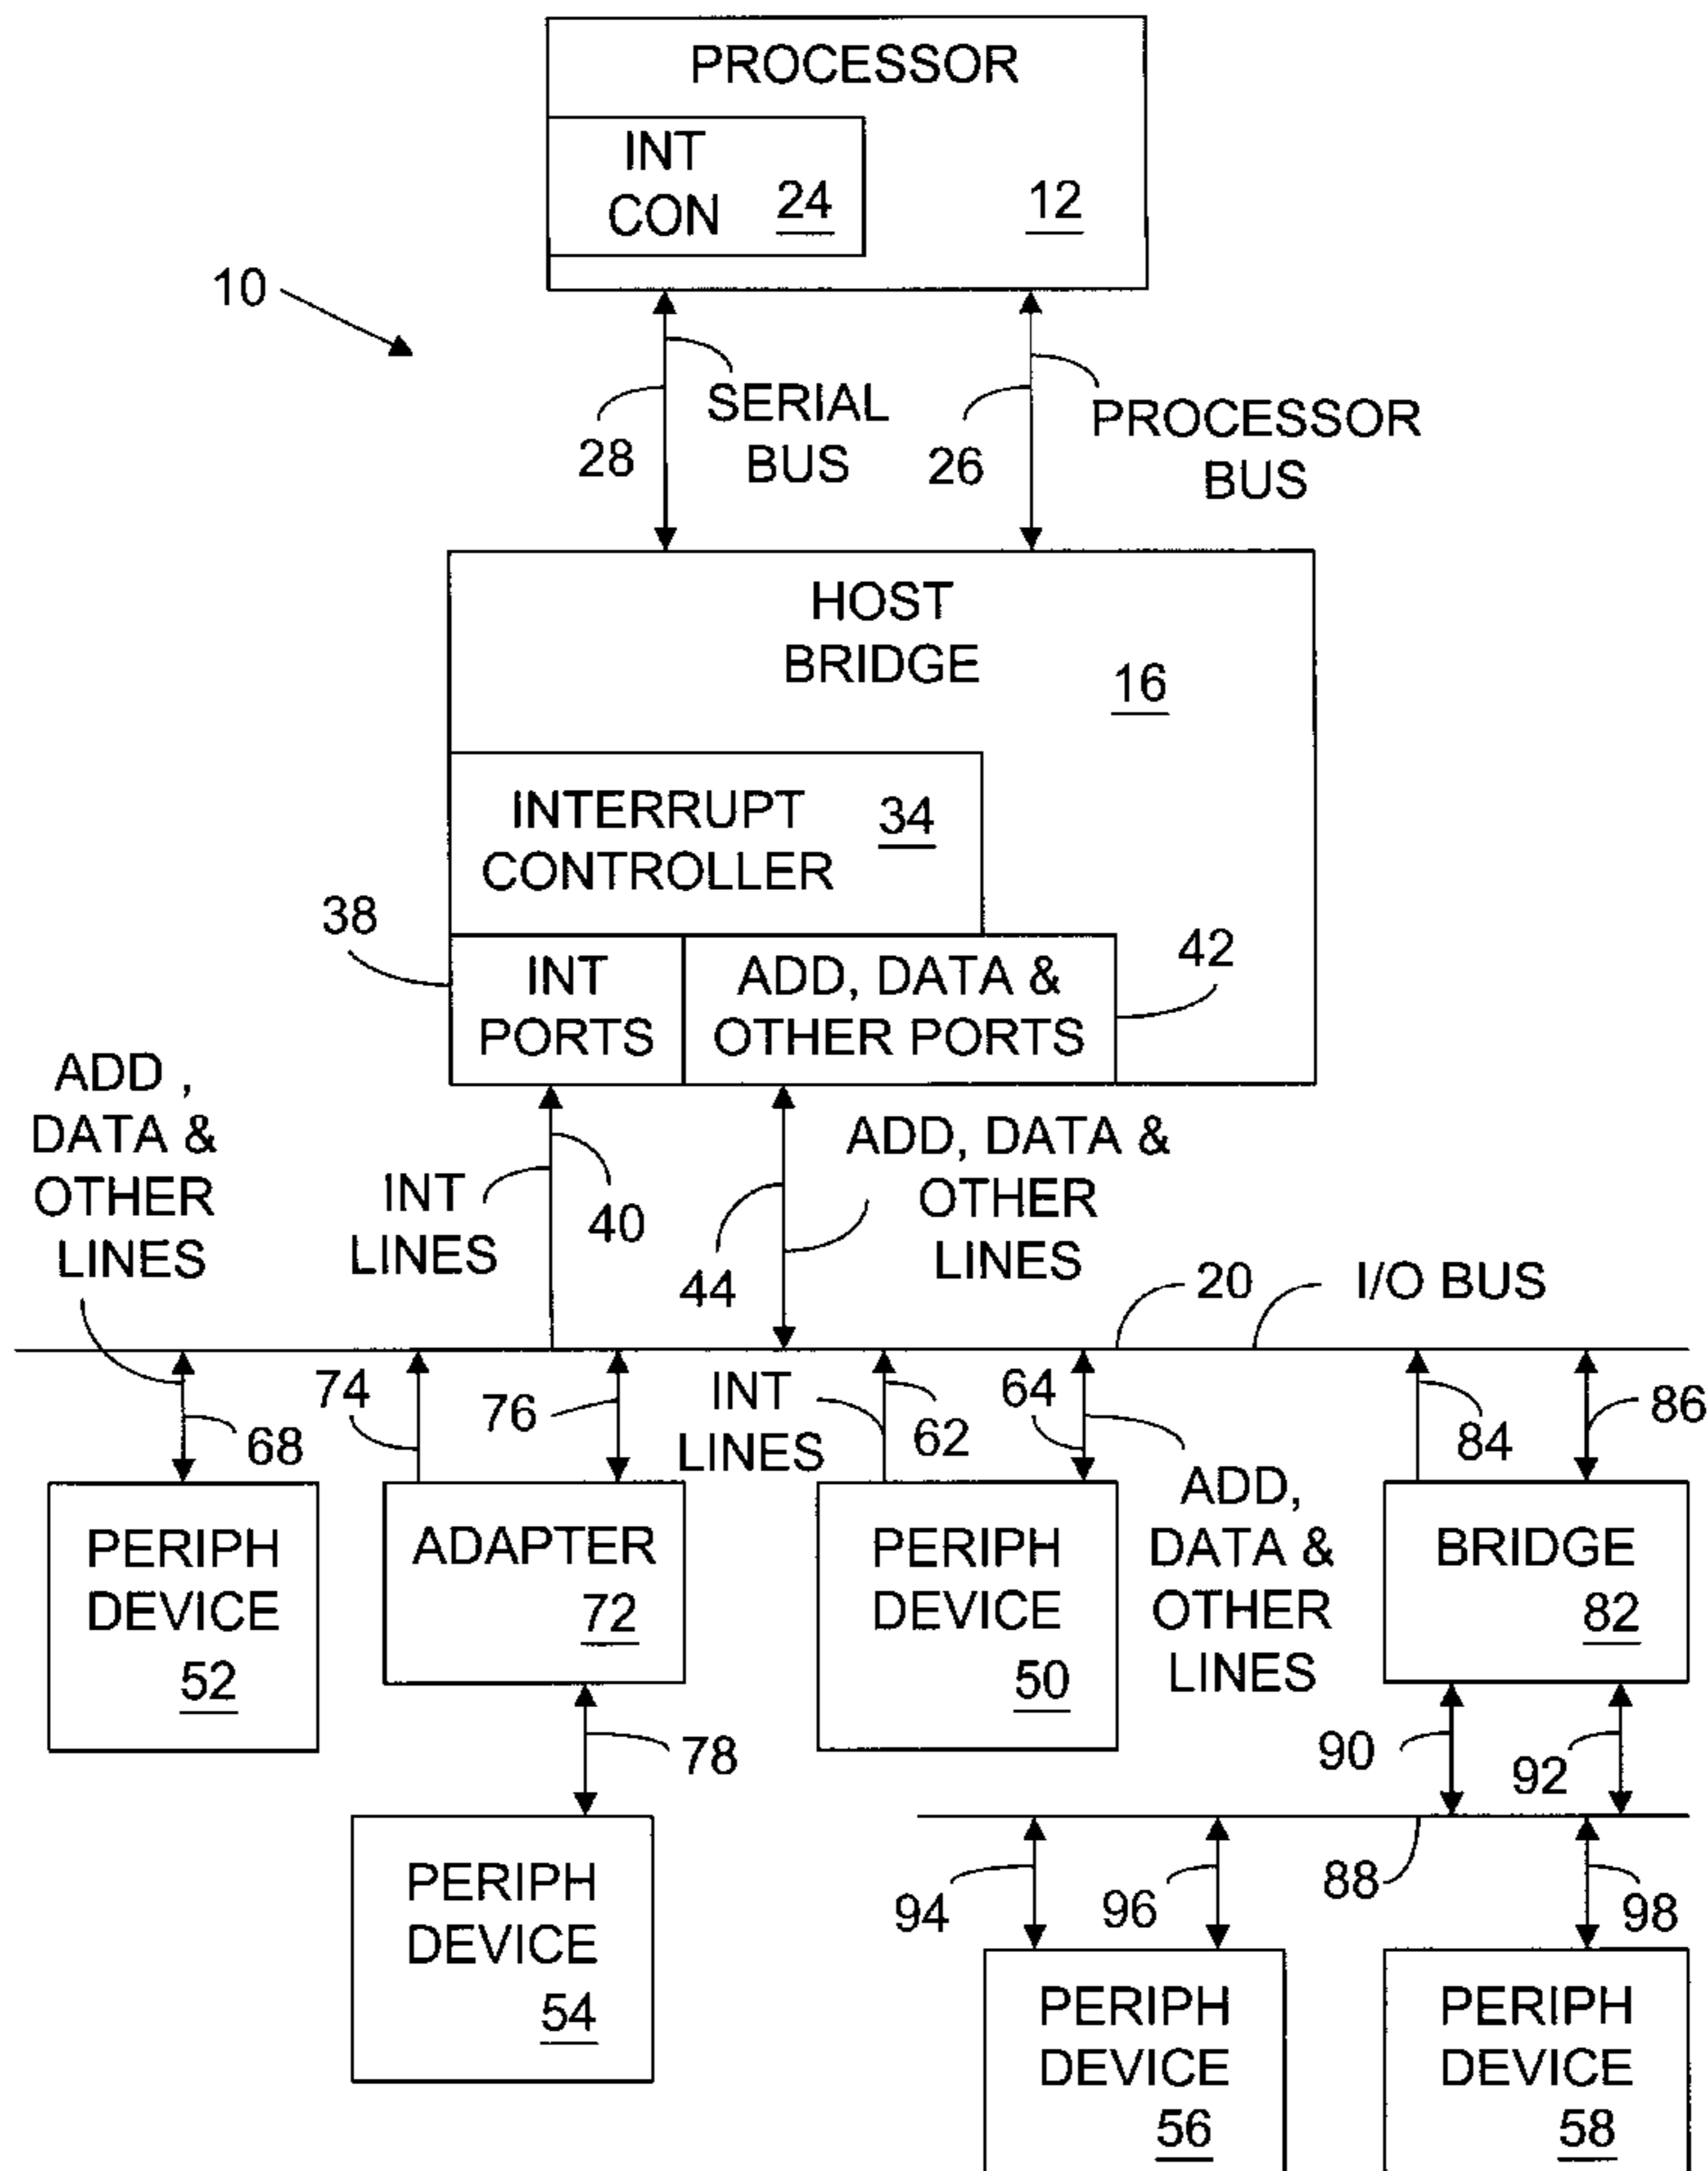 PROCESSOR
INT
CON
24
12
10
SERIAL
BUS
28
26
PROCESSOR
BUS
HOST
BRIDGE
16
INTERRUPT
CONTROLLER
34
38
INT
PORTS
ADD, DATA &
OTHER PORTS
42
ADD ,
DATA &
OTHER
LINES
INT
LINES
40
44
ADD, DATA &
OTHER
LINES
20
I/O BUS
68
74
76
INT
LINES
62
64
ADD,
DATA &
OTHER
LINES
84
86
PERIPH
DEVICE
52
ADAPTER
72
PERIPH
DEVICE
50
BRIDGE
82
78
90
92
PERIPH
DEVICE
54
94
96
88
98
PERIPH
DEVICE
56
PERIPH
DEVICE
58